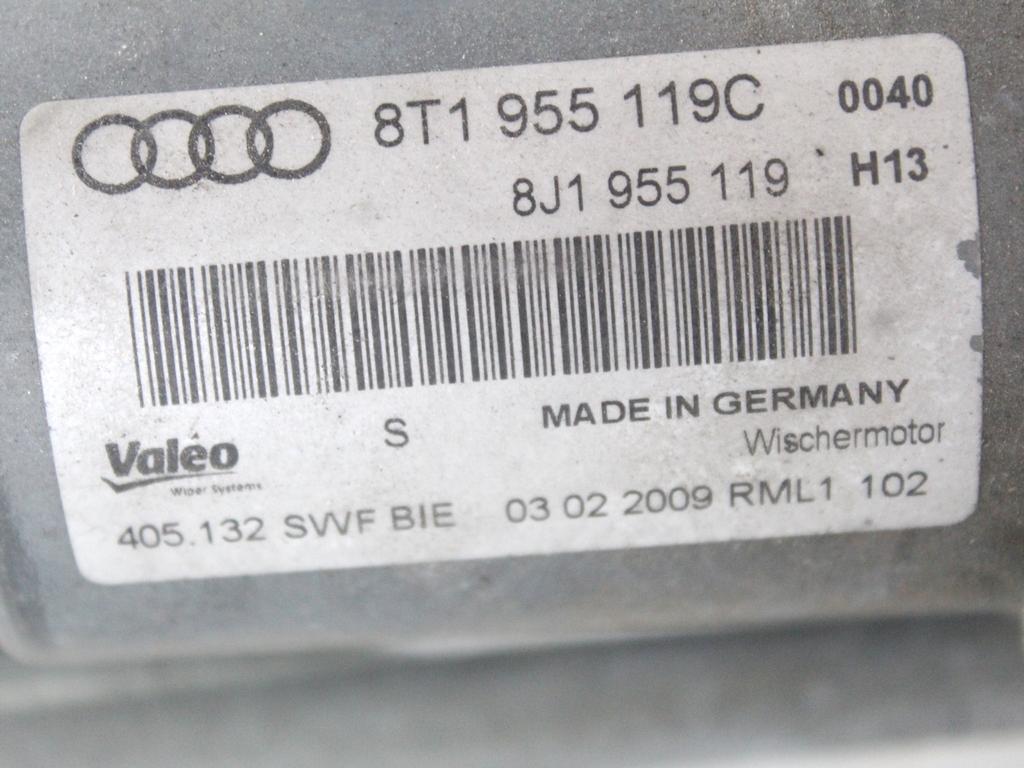 8T1 955 119C 0040
8J1 955 119 H13
MADE IN GERMANY
Valeo S Wischermotor
Wiper Systems
405.132 SWF BIE 03 02 2009 RML1 102